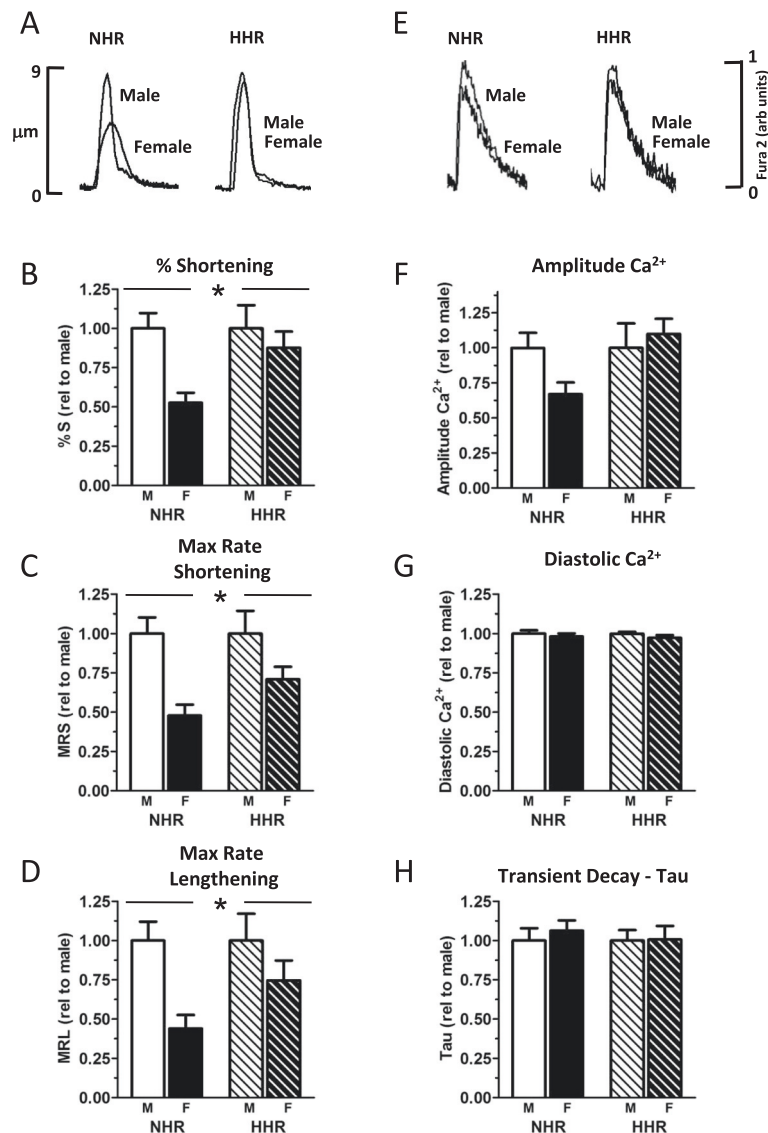 A
NHR
HHR
9
μm
0
Male
Female
Male
Female
E
NHR
HHR
1
Fura 2 (arb units)
0
Male
Female
Male
Female
B
% Shortening
*
%S (rel to male)
1.25
1.00
0.75
0.50
0.25
0.00
M F M F
NHR HHR
F
Amplitude Ca²⁺
Amplitude Ca²⁺ (rel to male)
1.25
1.00
0.75
0.50
0.25
0.00
M F M F
NHR HHR
C
Max Rate
Shortening
*
MRS (rel to male)
1.25
1.00
0.75
0.50
0.25
0.00
M F M F
NHR HHR
G
Diastolic Ca²⁺
Diastolic Ca²⁺ (rel to male)
1.25
1.00
0.75
0.50
0.25
0.00
M F M F
NHR HHR
D
Max Rate
Lengthening
*
MRL (rel to male)
1.25
1.00
0.75
0.50
0.25
0.00
M F M F
NHR HHR
H
Transient Decay - Tau
Tau (rel to male)
1.25
1.00
0.75
0.50
0.25
0.00
M F M F
NHR HHR